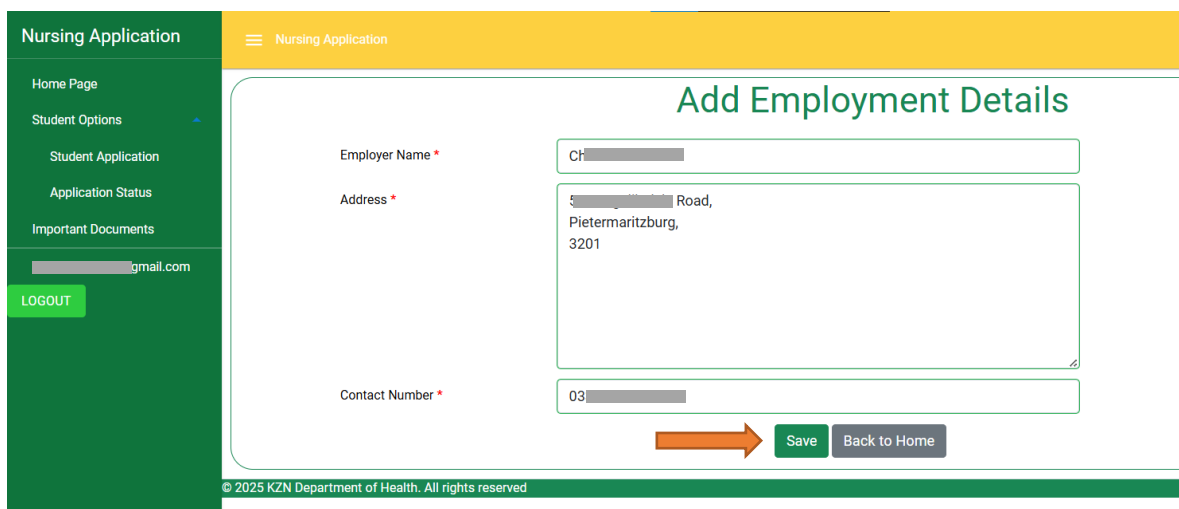 Nursing Application
Nursing Application
Home Page
Student Options
Student Application
Application Status
Important Documents
gmail.com
LOGOUT
Add Employment Details
Employer Name *
Address *
Road,
Pietermaritzburg,
3201
Contact Number *
03
Save
Back to Home
© 2025 KZN Department of Health. All rights reserved